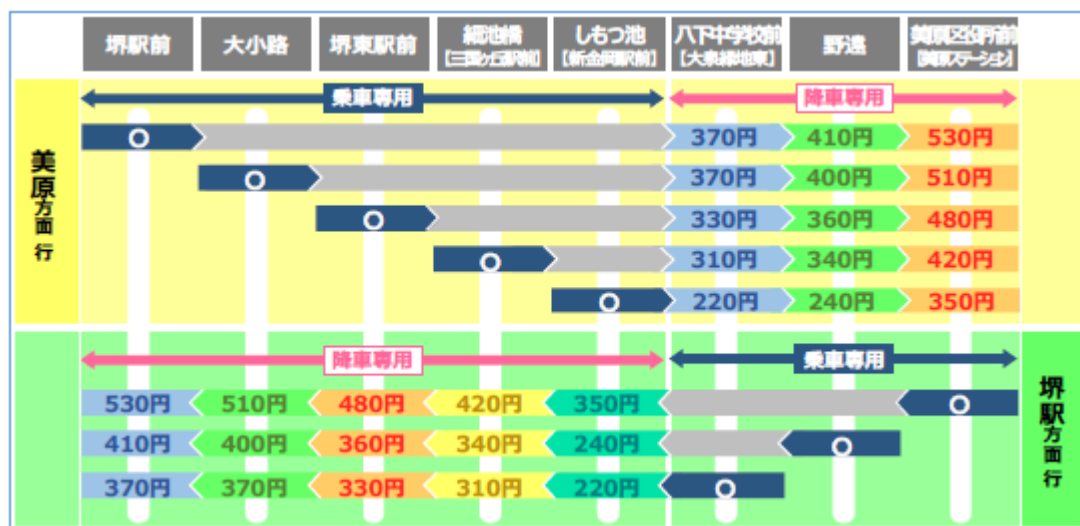 堺駅前 大小路 堺東駅前 細池橋 しもつ池 八下中学校前 野遠 美原区役所前
[三国ヶ丘駅前] [新金岡駅前] [大泉緑地東] [美原ステーション]
乗車専用 降車専用
370円 410円 530円
370円 400円 510円
330円 360円 480円
310円 340円 420円
220円 240円 350円
美原方面行
降車専用 乗車専用
530円 510円 480円 420円 350円
410円 400円 360円 340円 240円
370円 370円 330円 310円 220円
堺駅方面行